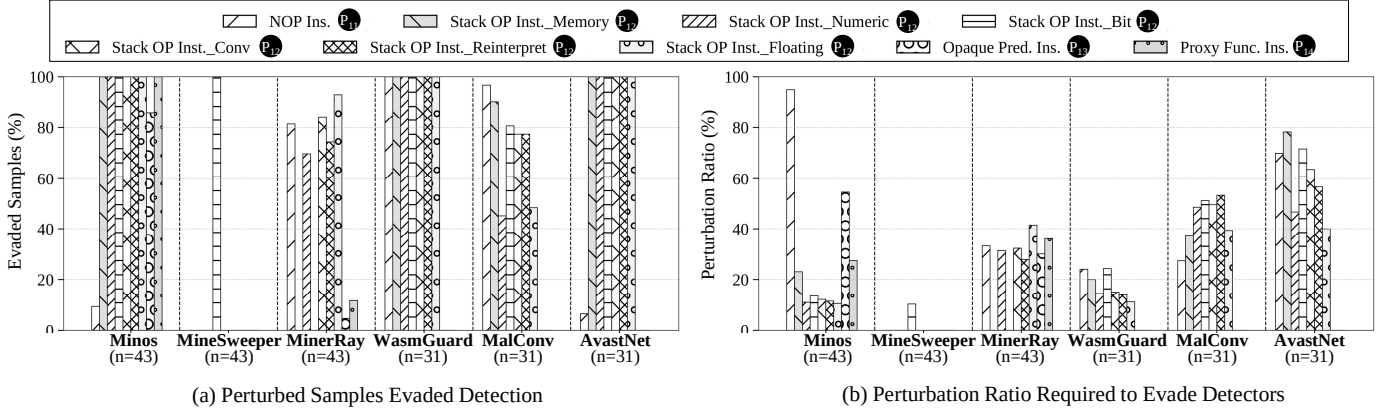 NOP Ins. P11 Stack OP Inst._Memory P12 Stack OP Inst._Numeric P12 Stack OP Inst._Bit P12
Stack OP Inst._Conv P12 Stack OP Inst._Reinterpret P12 Stack OP Inst._Floating P12 Opaque Pred. Ins. P13 Proxy Func. Ins. P14
Evaded Samples (%)
100
80
60
40
20
0
Minos MineSweeper MinerRay WasmGuard MalConv AvastNet
(n=43) (n=43) (n=43) (n=31) (n=31) (n=31)
(a) Perturbed Samples Evaded Detection
Perturbation Ratio (%)
100
80
60
40
20
0
Minos MineSweeper MinerRay WasmGuard MalConv AvastNet
(n=43) (n=43) (n=43) (n=31) (n=31) (n=31)
(b) Perturbation Ratio Required to Evade Detectors